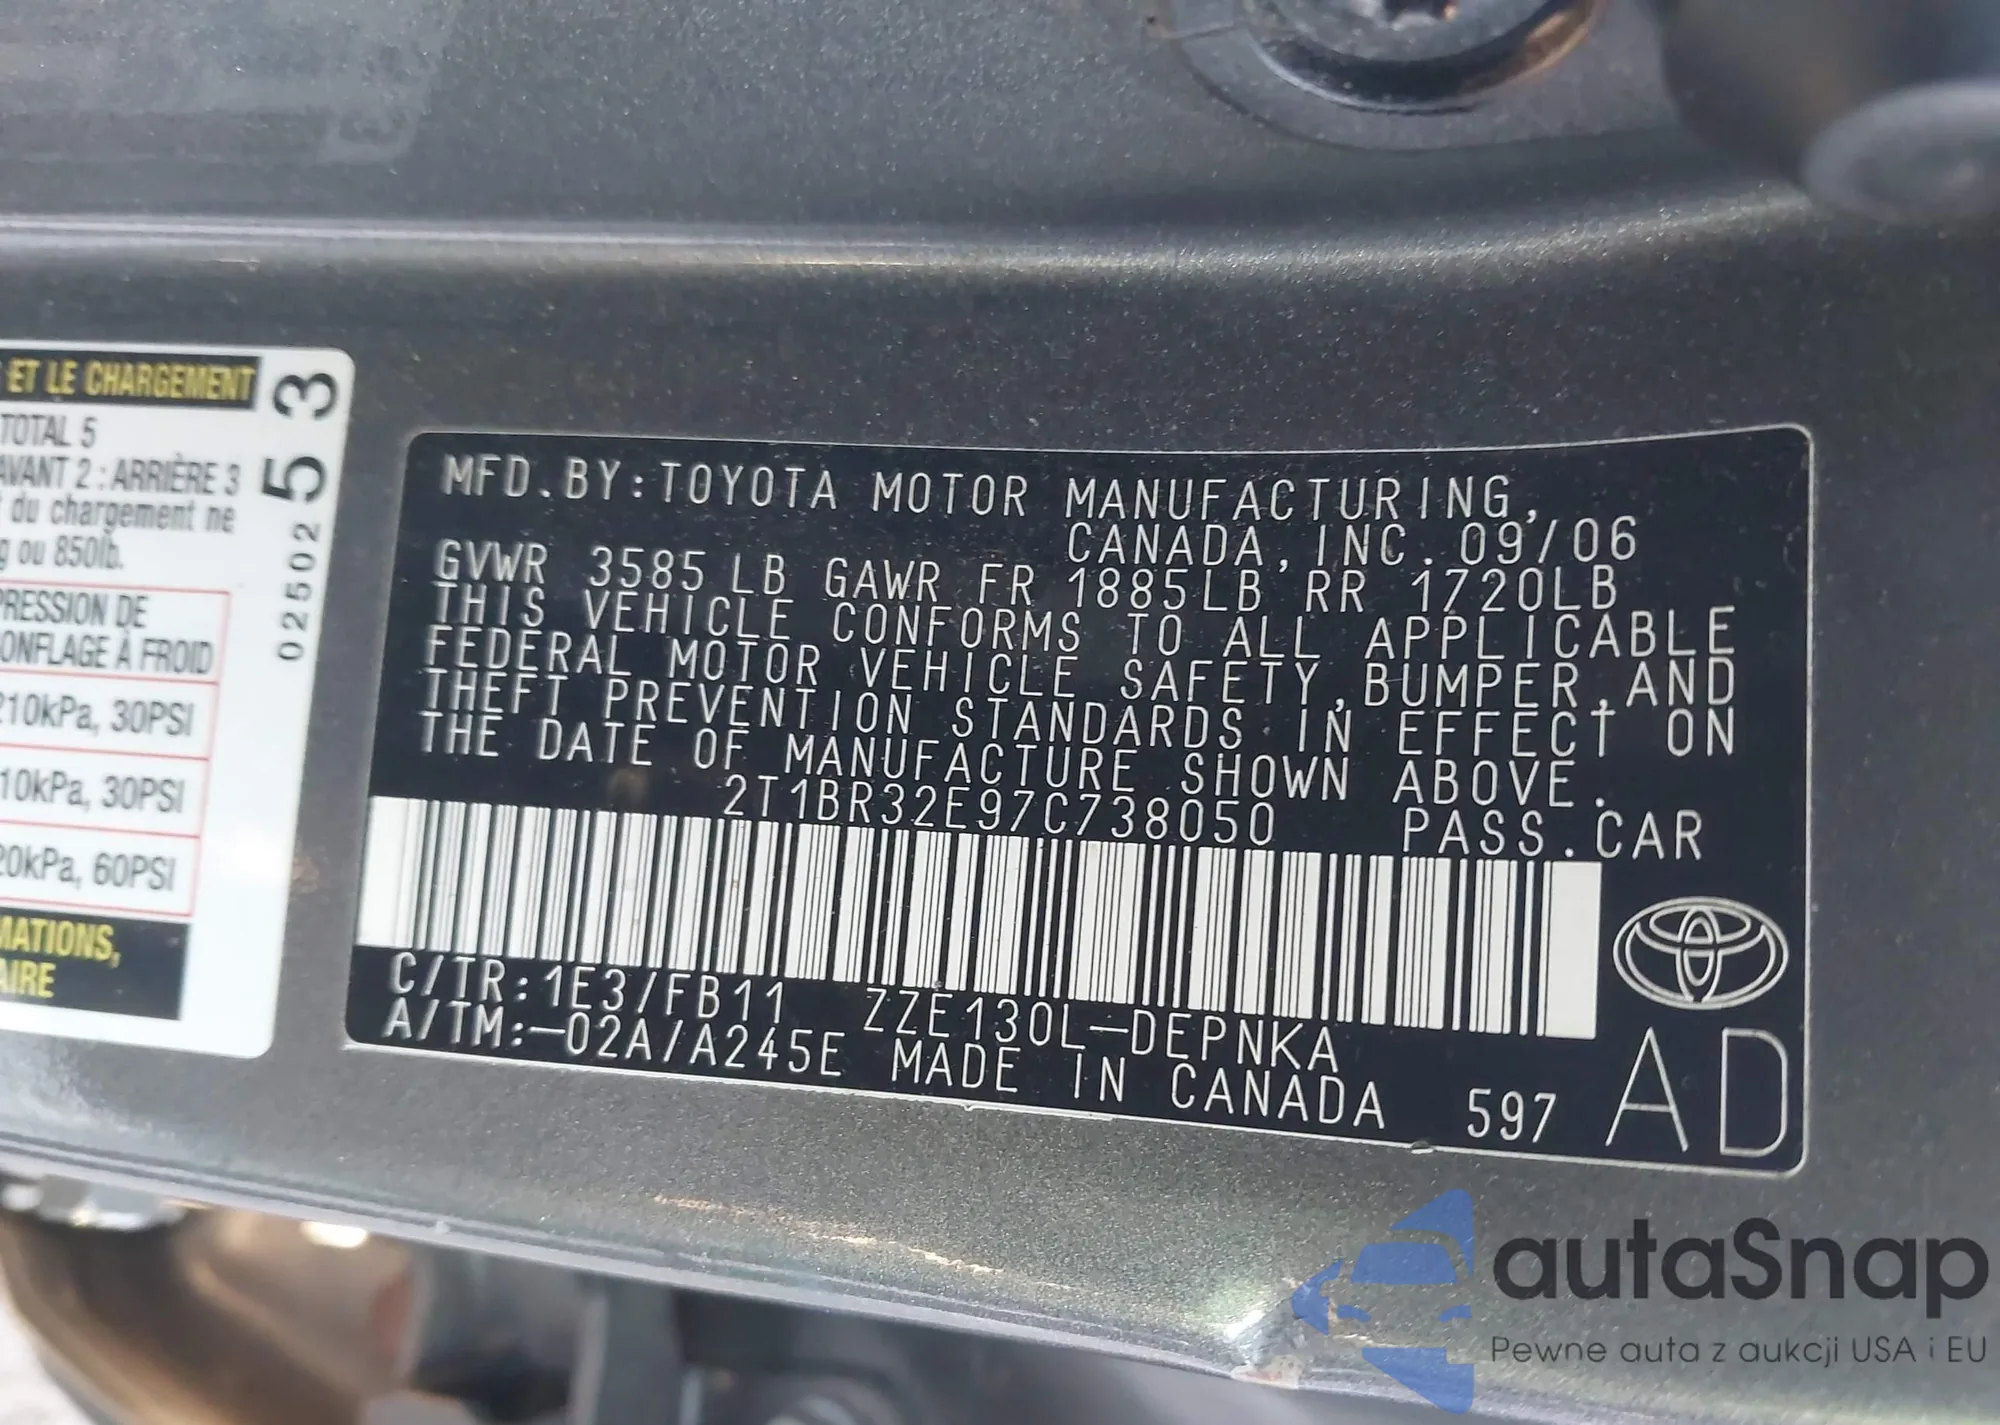 ET LE CHARGEMENT
TOTAL 5
AVANT 2 : ARRIÈRE 3
du chargement ne
ou 850lb.
PRESSION DE
GONFLAGE À FROID
210kPa, 30PSI
210kPa, 30PSI
420kPa, 60PSI
MATIONS,
AIRE
02502 53
MFD.BY:TOYOTA MOTOR MANUFACTURING,
CANADA,INC. 09/06
GVWR 3585LB GAWR FR 1885LB RR 1720LB
THIS VEHICLE CONFORMS TO ALL APPLICABLE
FEDERAL MOTOR VEHICLE SAFETY,BUMPER,AND
THEFT PREVENTION STANDARDS IN EFFECT ON
THE DATE OF MANUFACTURE SHOWN ABOVE.
2T1BR32E97C738050 PASS.CAR
C/TR:1E3/FB11 ZZE130L-DEPNKA
A/TM:-02A/A245E MADE IN CANADA 597 AD
autaSnap
Pewne auta z aukcji USA i EU